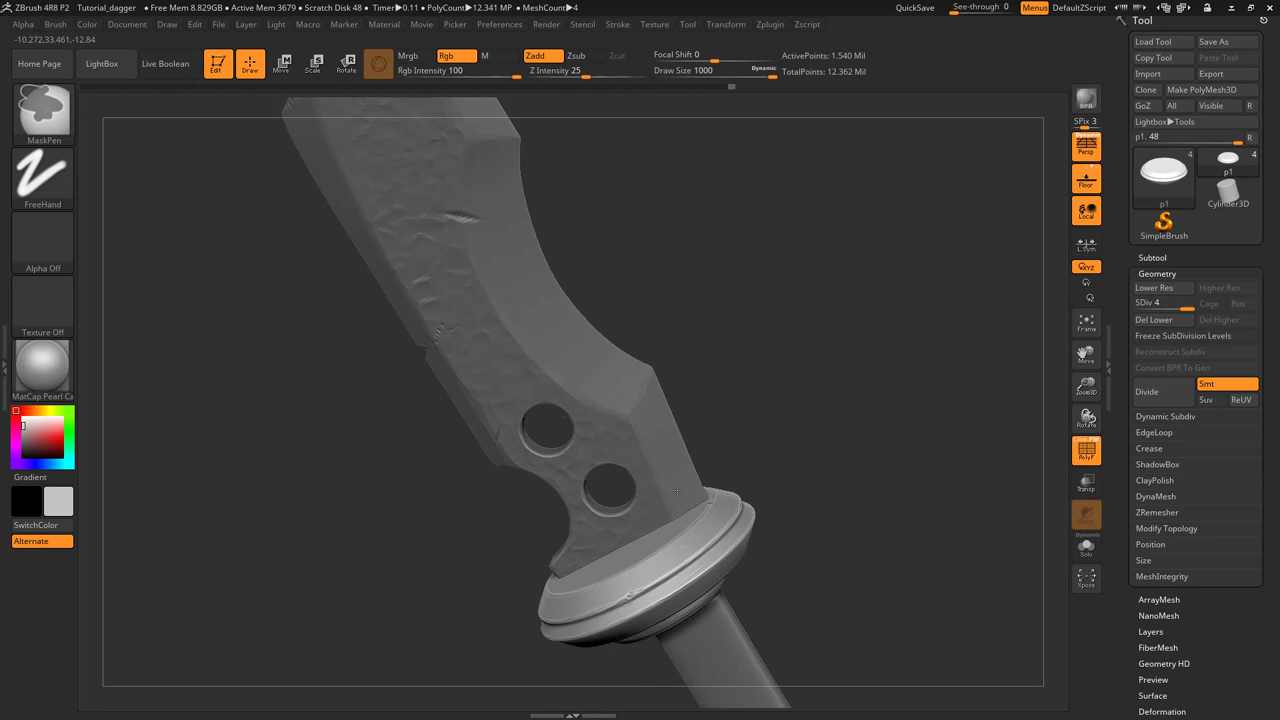 ZBrush 4R8 P2 Tutorial_dagger • Free Mem 8.829GB • Active Mem 3679 • Scratch Disk 48 • Timer▶0.11 • PolyCount▶12.341 MP • MeshCount▶4 QuickSave See-through 0 Menus DefaultZScript
Alpha Brush Color Document Draw Edit File Layer Light Macro Marker Material Movie Picker Preferences Render Stencil Stroke Texture Tool Transform Zplugin Zscript
-10.272,33.461,-12.84
Home Page LightBox Live Boolean Edit Draw Move Scale Rotate
Mrgb Rgb M Zadd Zsub Zcut Focal Shift 0 ActivePoints: 1.540 Mil
Rgb Intensity 100 Z Intensity 25 Draw Size 1000 Dynamic TotalPoints: 12.362 Mil
MaskPen
FreeHand
Alpha Off
Texture Off
MatCap Pearl Ca
Gradient
SwitchColor
Alternate
BPR
SPix 3
Dynamic
Persp
Floor
Local
L.Sym
XYZ
Frame
Move
Zoom3D
Rotate
PolyF
Transp
Dynamic
Solo
Xpose
Tool
Load Tool Save As
Copy Tool Paste Tool
Import Export
Clone Make PolyMesh3D
GoZ All Visible R
Lightbox▶Tools
p1. 48 R
4 4
p1
p1 Cylinder3D
SimpleBrush
Subtool
Geometry
Lower Res Higher Res
SDiv 4 Cage Rstr
Del Lower Del Higher
Freeze SubDivision Levels
Reconstruct Subdiv
Convert BPR To Geo
Divide Smt
Suv ReUV
Dynamic Subdiv
EdgeLoop
Crease
ShadowBox
ClayPolish
DynaMesh
ZRemesher
Modify Topology
Position
Size
MeshIntegrity
ArrayMesh
NanoMesh
Layers
FiberMesh
Geometry HD
Preview
Surface
Deformation